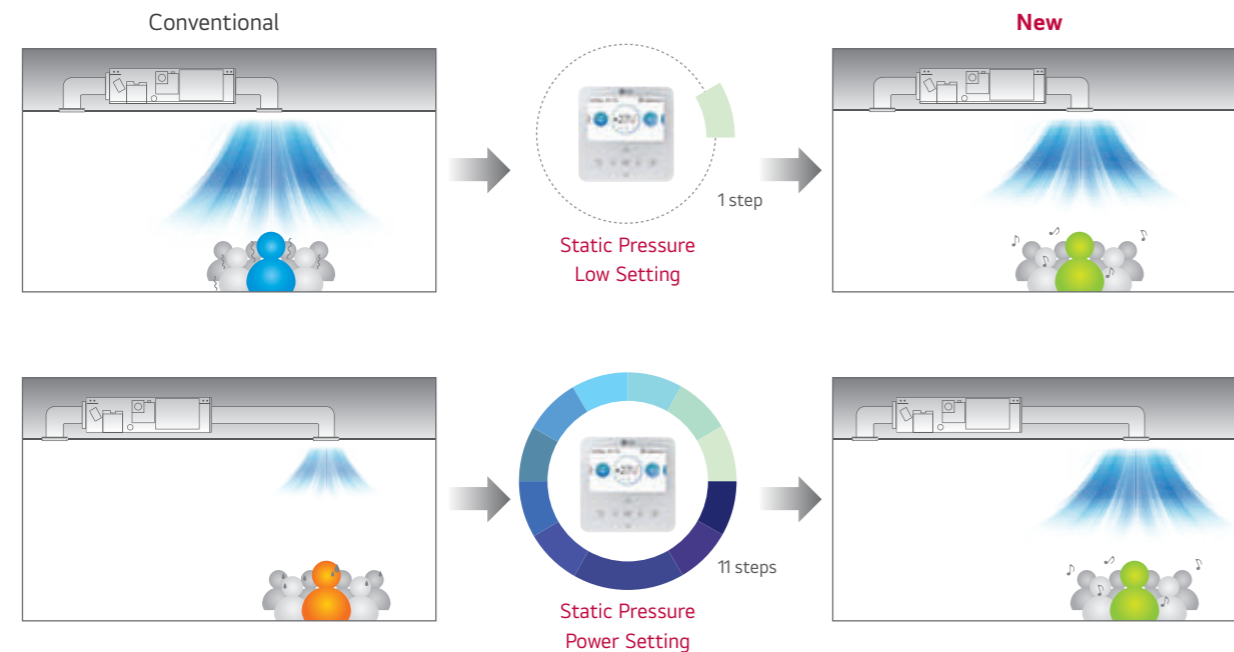 Conventional
New
1 step
Static Pressure
Low Setting
11 steps
Static Pressure
Power Setting